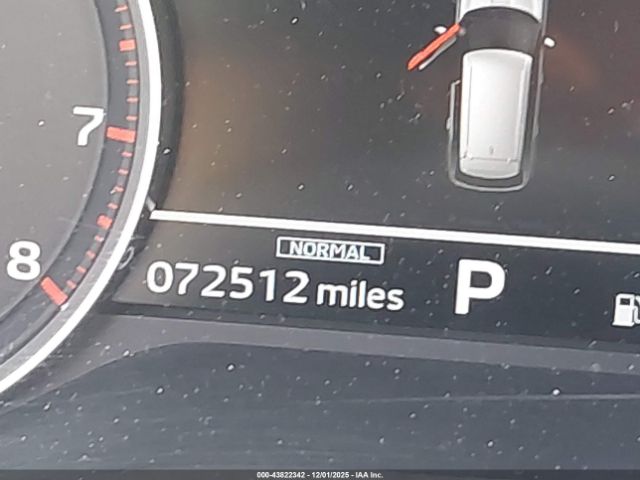 7
8
NORMAL
072512 miles P
000-43822342 - 12/01/2025 - IAA Inc.